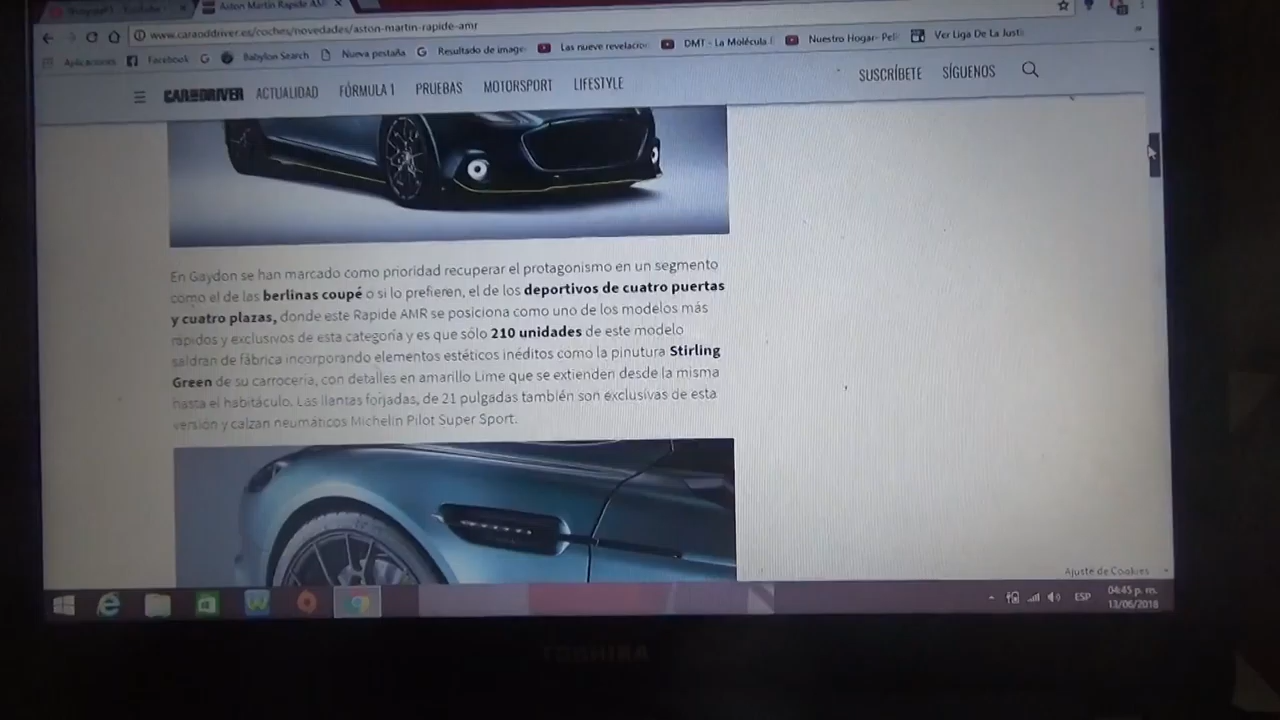 Aston Martin Rapide AMR
www.caranddriver.es/coches/novedades/aston-martin-rapide-amr
Aplicaciones Facebook Babylon Search Nueva pestaña Resultado de image Las nueve revelacion DMT - La Molécula Nuestro Hogar- Peli Ver Liga De La Justi
CAR AND DRIVER ACTUALIDAD FÓRMULA 1 PRUEBAS MOTORSPORT LIFESTYLE SUSCRÍBETE SÍGUENOS
En Gaydon se han marcado como prioridad recuperar el protagonismo en un segmento
como el de las berlinas coupé o si lo prefieren, el de los deportivos de cuatro puertas
y cuatro plazas, donde este Rapide AMR se posiciona como uno de los modelos más
rápidos y exclusivos de esta categoría y es que sólo 210 unidades de este modelo
saldrán de fábrica incorporando elementos estéticos inéditos como la pinutura Stirling
Green de su carrocería, con detalles en amarillo Lime que se extienden desde la misma
hasta el habitáculo. Las llantas forjadas, de 21 pulgadas también son exclusivas de esta
versión y calzan neumáticos Michelin Pilot Super Sport.
Ajuste de Cookies
ESP 04:45 p. m.
13/06/2018
TOSHIBA